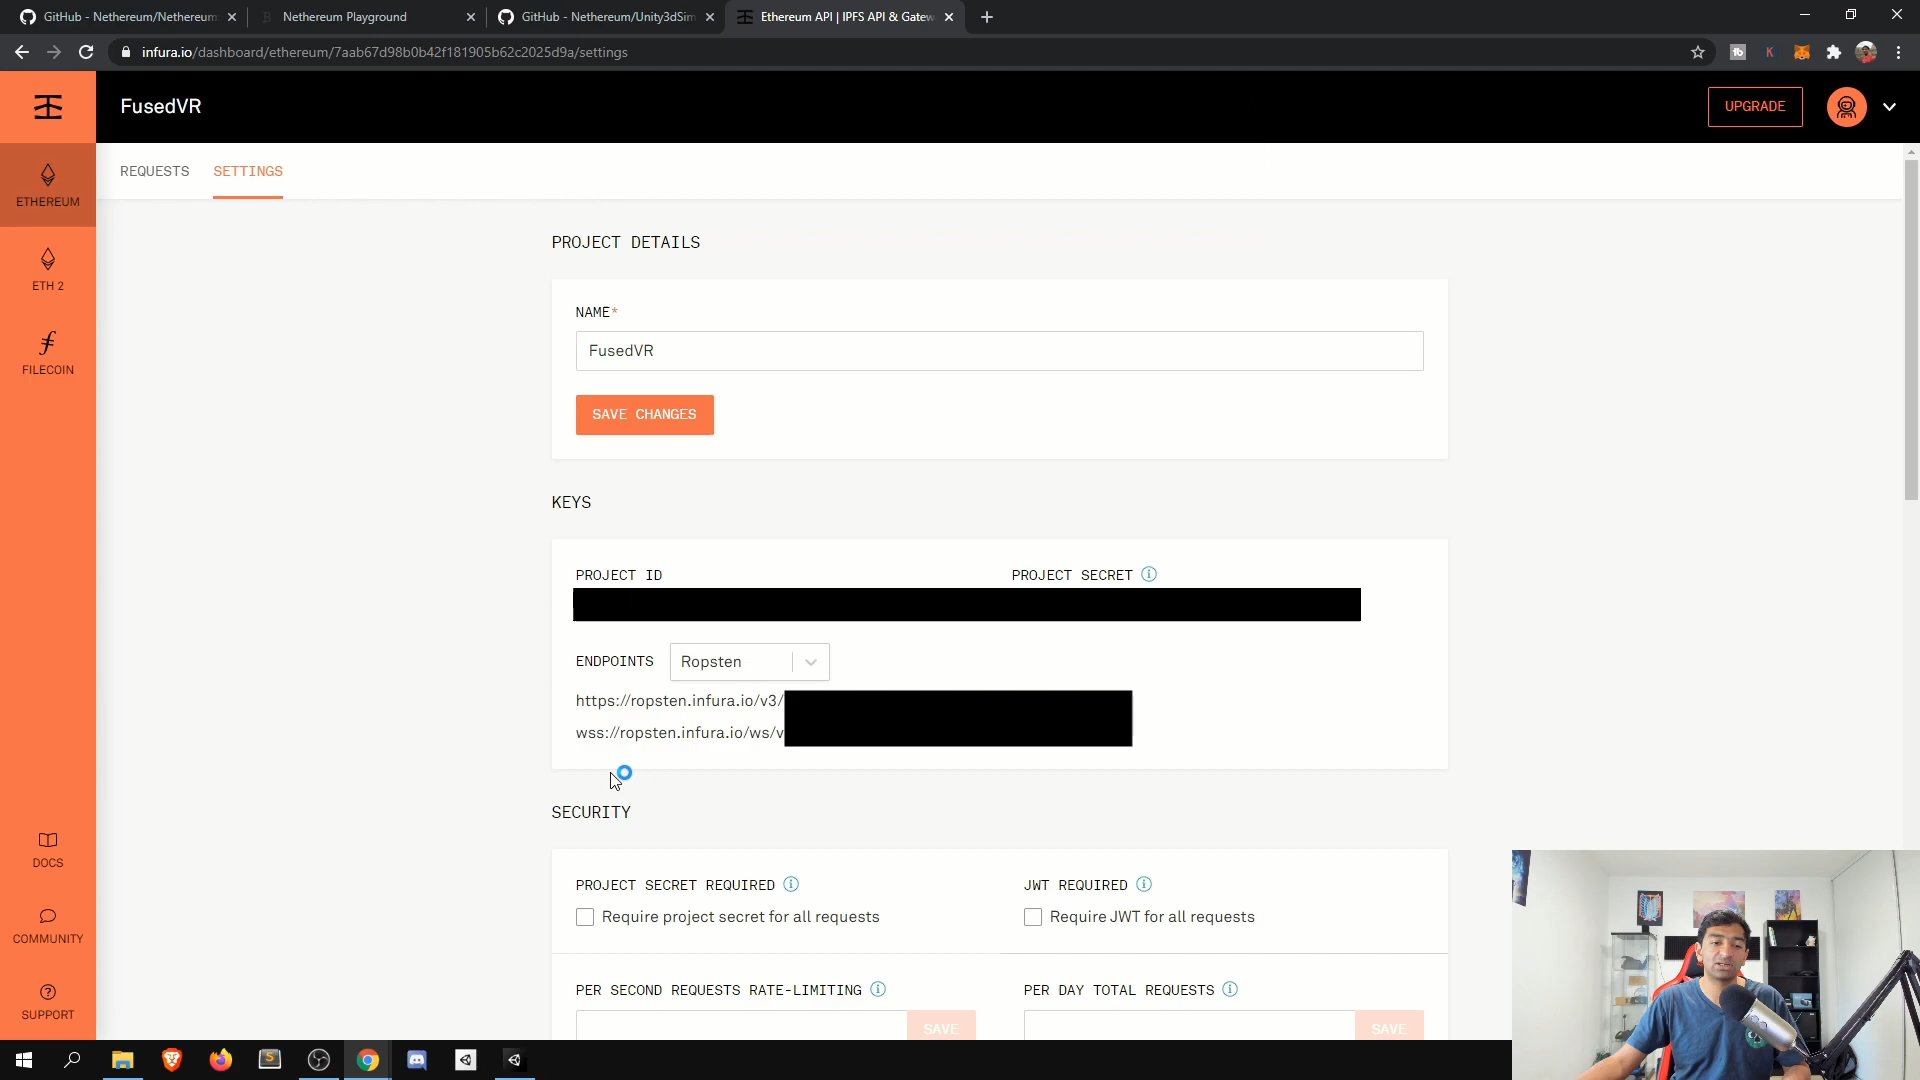 GitHub - Nethereum/Nethereum
Nethereum Playground
GitHub - Nethereum/Unity3dSim
Ethereum API | IPFS API & Gatew
infura.io/dashboard/ethereum/7aab67d98b0b42f181905b62c2025d9a/settings
FusedVR
UPGRADE
REQUESTS
SETTINGS
ETHEREUM
ETH 2
FILECOIN
DOCS
COMMUNITY
SUPPORT
PROJECT DETAILS
NAME*
FusedVR
SAVE CHANGES
KEYS
PROJECT ID
PROJECT SECRET
ENDPOINTS
Ropsten
https://ropsten.infura.io/v3/
wss://ropsten.infura.io/ws/v
SECURITY
PROJECT SECRET REQUIRED
Require project secret for all requests
JWT REQUIRED
Require JWT for all requests
PER SECOND REQUESTS RATE-LIMITING
SAVE
PER DAY TOTAL REQUESTS
SAVE